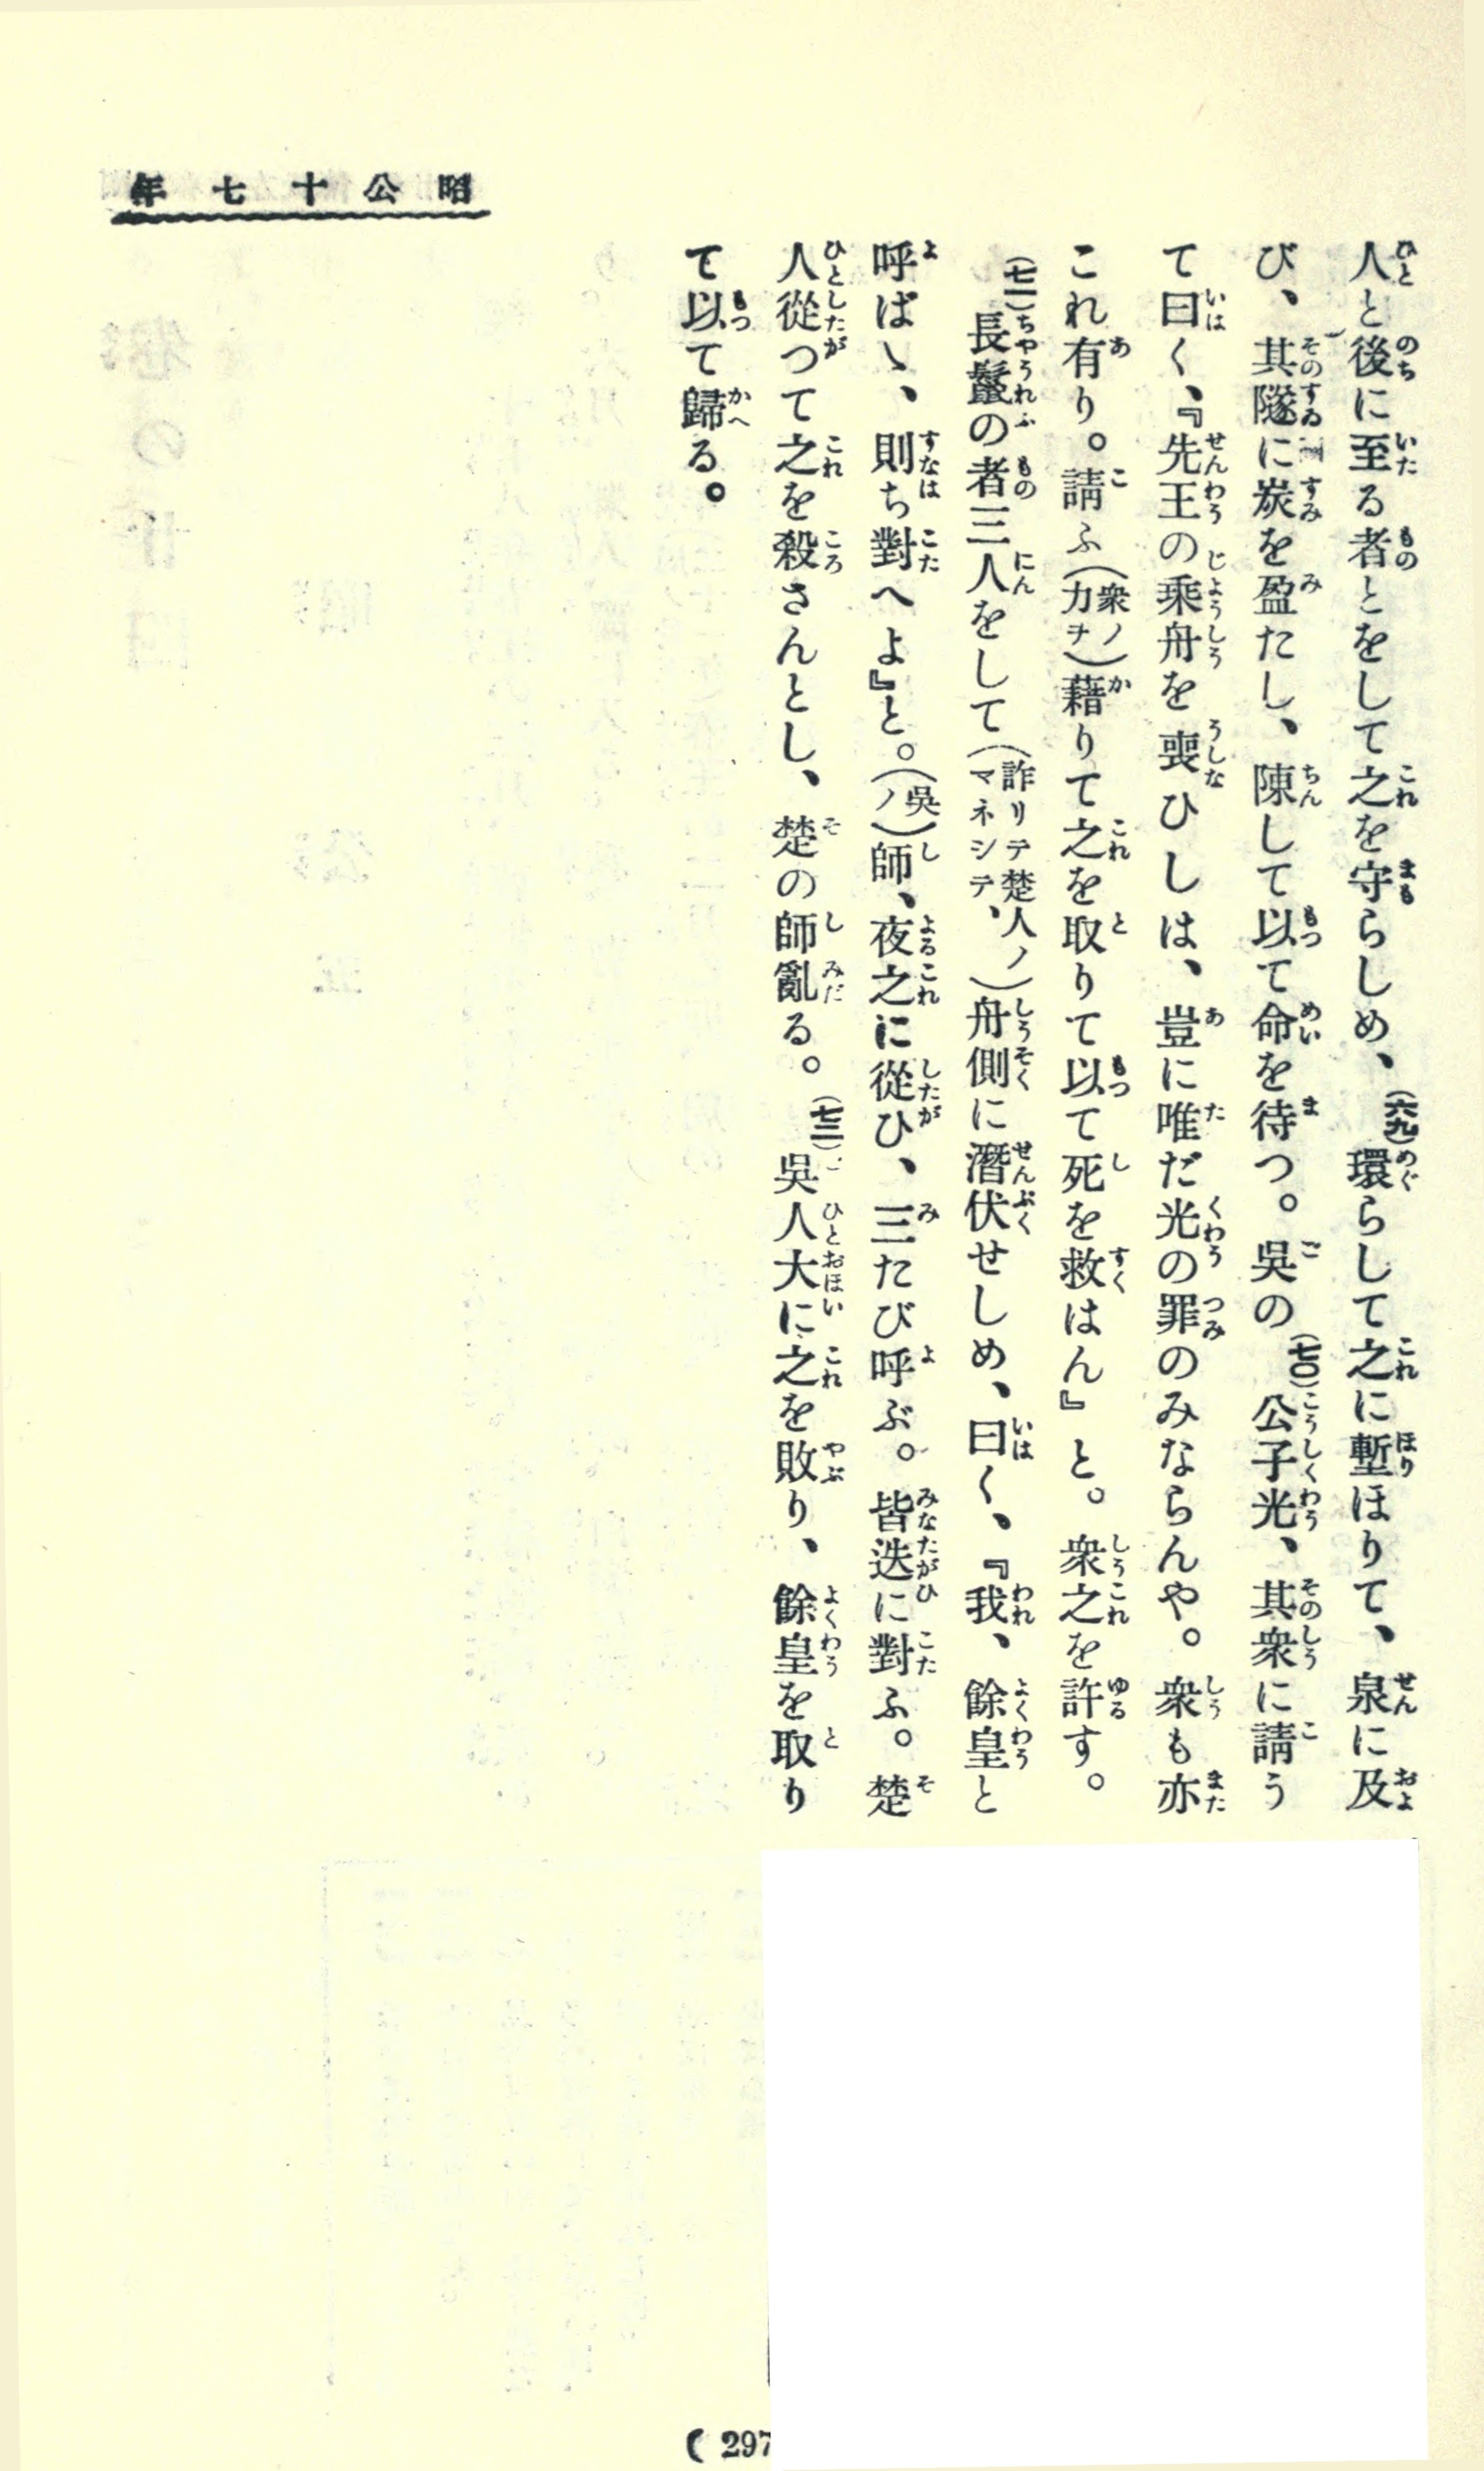 昭公十七年
人と後に至る者とをして之を守らしめ、(六九)環らして之に塹ほりて、泉に及
び、其隧に炭を盈たし、陳して以て命を待つ。吳の(七〇)公子光、其衆に請う
て曰く、『先王の乘舟を喪ひしは、豈に唯だ光の罪のみならんや。衆も亦
これ有り。請ふ(衆ノ力ヲ)藉りて之を取りて以て死を救はん』と。衆之を許す。
(七一)長鬣の者三人をして(詐リテ楚人ノマネシテ、)舟側に潛伏せしめ、曰く、『我、餘皇と
呼ばゝ、則ち對へよ』と。(吳ノ)師、夜之に從ひ、三たび呼ぶ。皆迭に對ふ。楚
人從つて之を殺さんとし、楚の師亂る。(七二)吳人大に之を敗り、餘皇を取り
て以て歸る。
(297